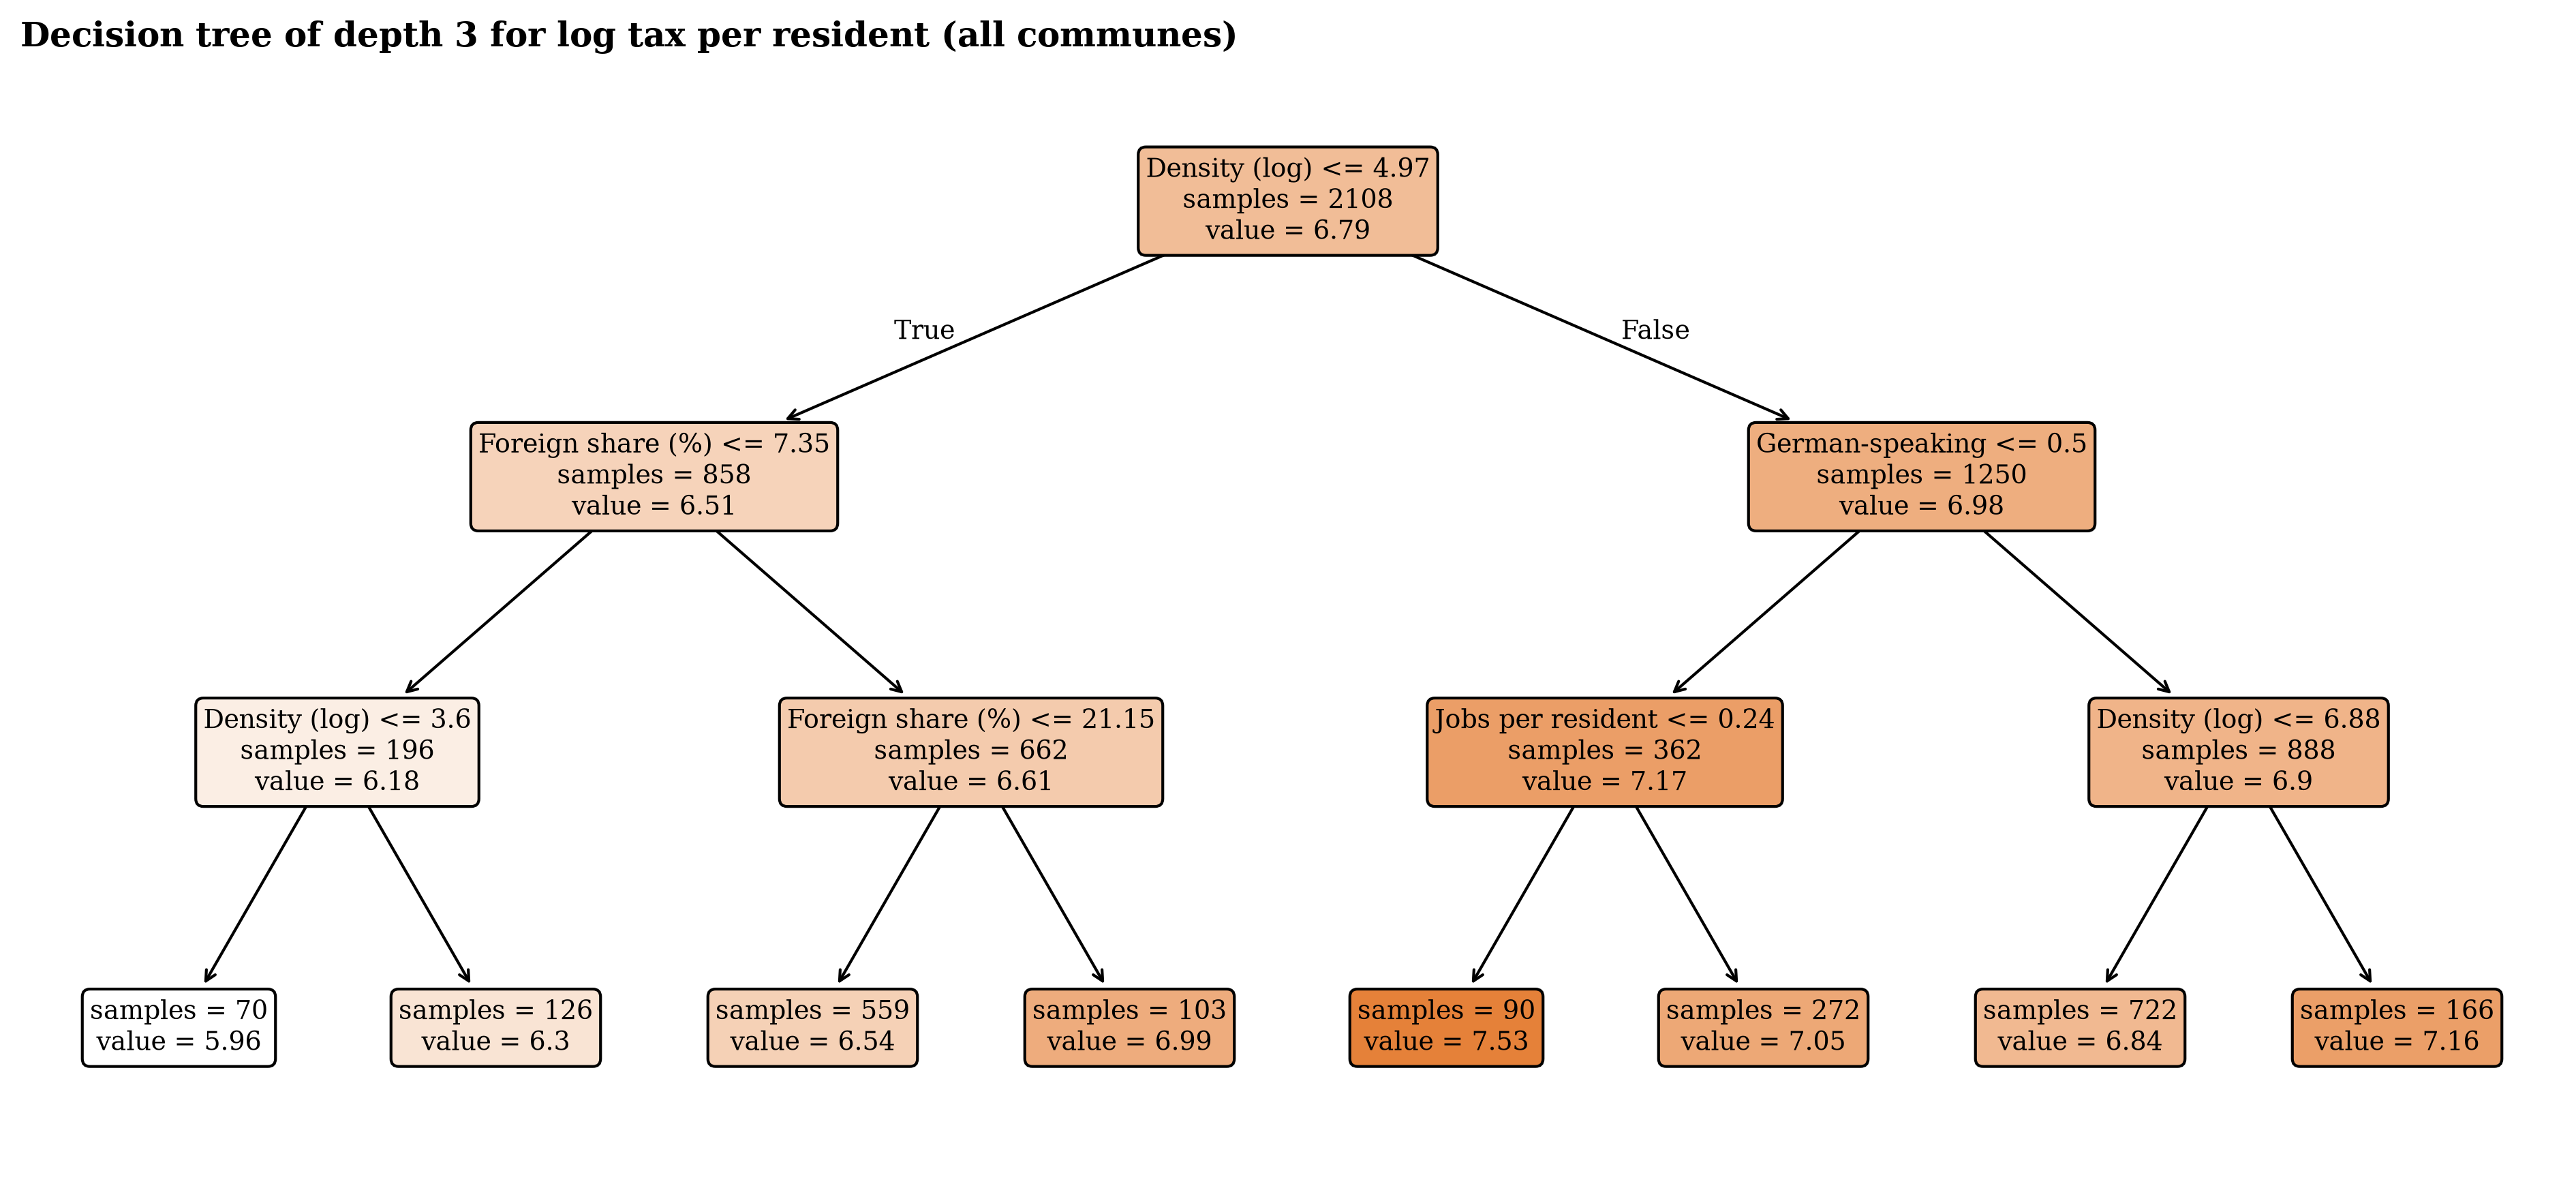 Decision tree of depth 3 for log tax per resident (all communes)
Density (log) <= 4.97
samples = 2108
value = 6.79
True
False
Foreign share (%) <= 7.35
samples = 858
value = 6.51
German-speaking <= 0.5
samples = 1250
value = 6.98
Density (log) <= 3.6
samples = 196
value = 6.18
Foreign share (%) <= 21.15
samples = 662
value = 6.61
Jobs per resident <= 0.24
samples = 362
value = 7.17
Density (log) <= 6.88
samples = 888
value = 6.9
samples = 70
value = 5.96
samples = 126
value = 6.3
samples = 559
value = 6.54
samples = 103
value = 6.99
samples = 90
value = 7.53
samples = 272
value = 7.05
samples = 722
value = 6.84
samples = 166
value = 7.16